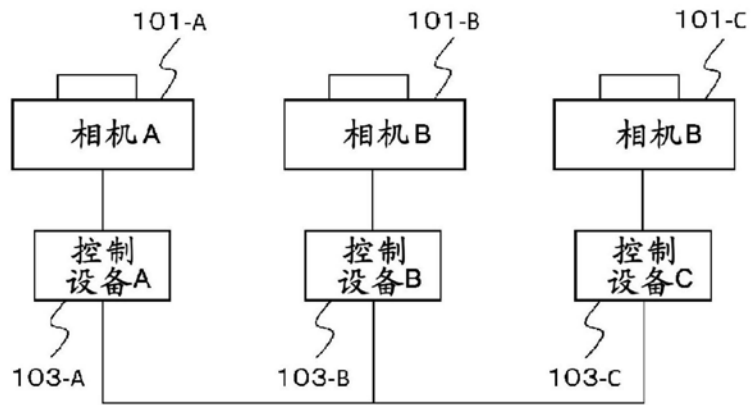 101-A
101-B
101-C
相机A
相机B
相机B
控制
设备A
控制
设备B
控制
设备C
103-A
103-B
103-C